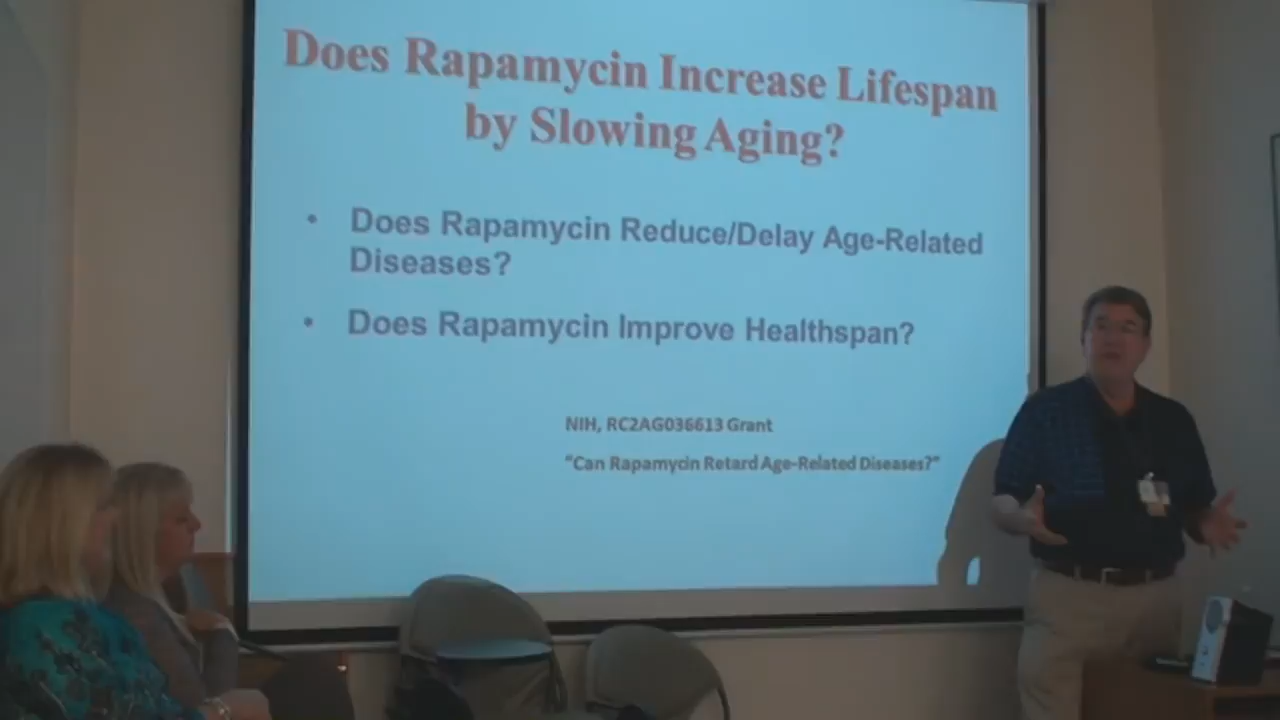 Does Rapamycin Increase Lifespan
by Slowing Aging?
• Does Rapamycin Reduce/Delay Age-Related
Diseases?
• Does Rapamycin Improve Healthspan?
NIH, RC2AG036613 Grant
“Can Rapamycin Retard Age-Related Diseases?”